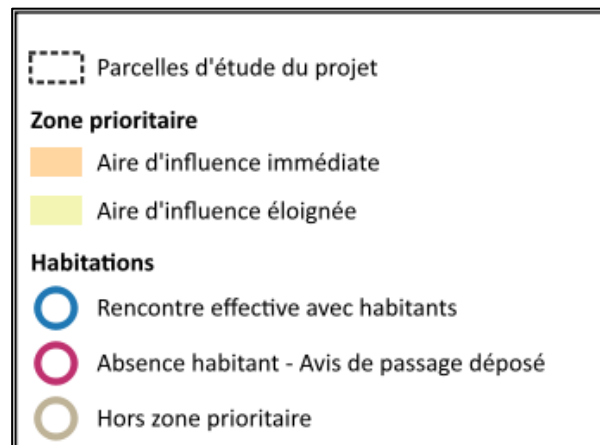 Parcelles d'étude du projet
Zone prioritaire
Aire d'influence immédiate
Aire d'influence éloignée
Habitations
Rencontre effective avec habitants
Absence habitant - Avis de passage déposé
Hors zone prioritaire